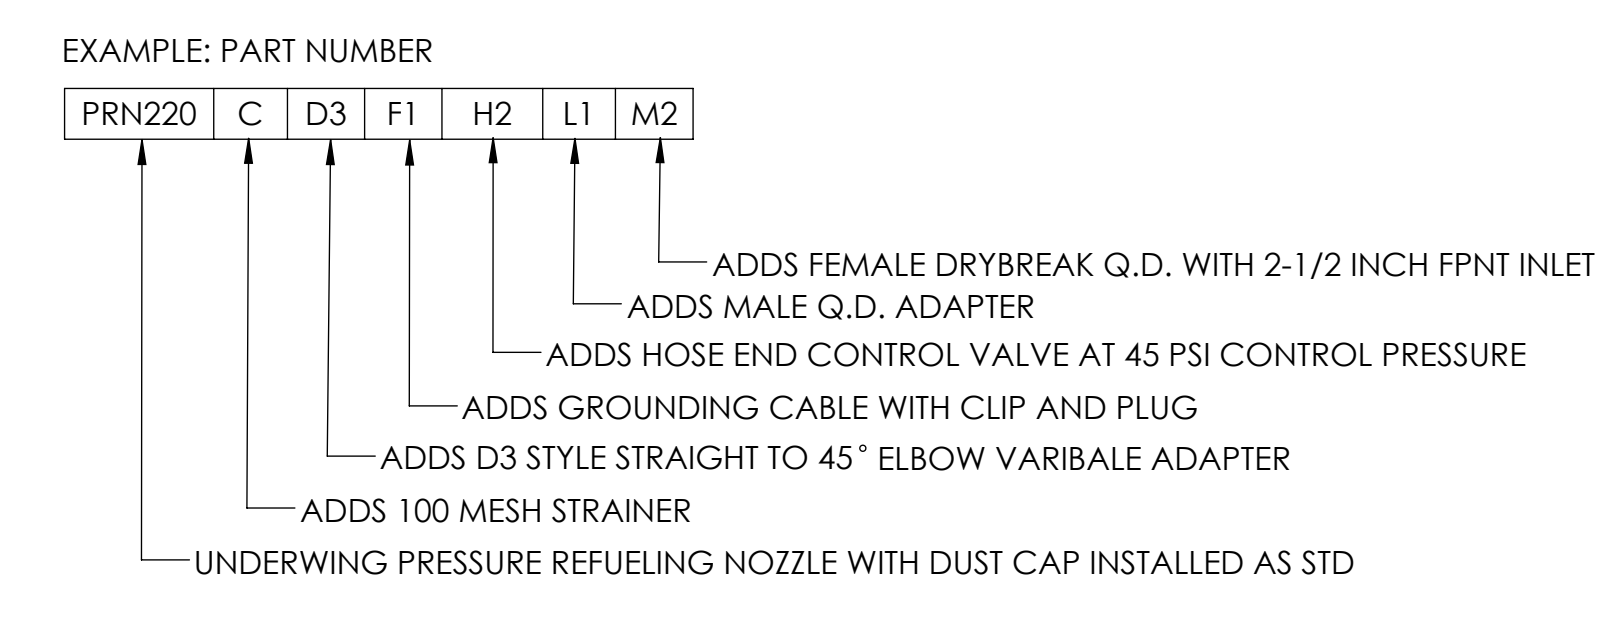 EXAMPLE: PART NUMBER
PRN220 C D3 F1 H2 L1 M2
ADDS FEMALE DRYBREAK Q.D. WITH 2-1/2 INCH FPNT INLET
ADDS MALE Q.D. ADAPTER
ADDS HOSE END CONTROL VALVE AT 45 PSI CONTROL PRESSURE
ADDS GROUNDING CABLE WITH CLIP AND PLUG
ADDS D3 STYLE STRAIGHT TO 45° ELBOW VARIBALE ADAPTER
ADDS 100 MESH STRAINER
UNDERWING PRESSURE REFUELING NOZZLE WITH DUST CAP INSTALLED AS STD